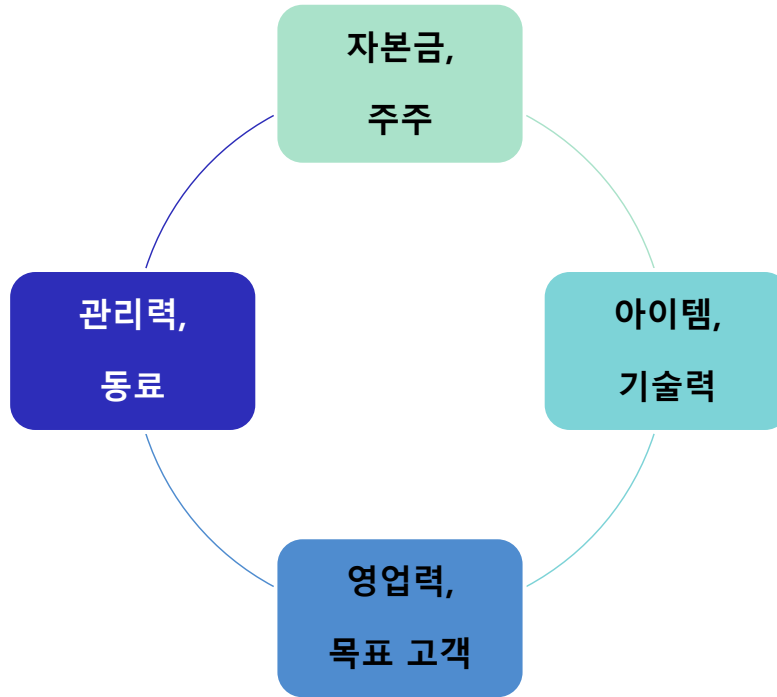 자본금,
주주
관리력,
동료
아이템,
기술력
영업력,
목표 고객